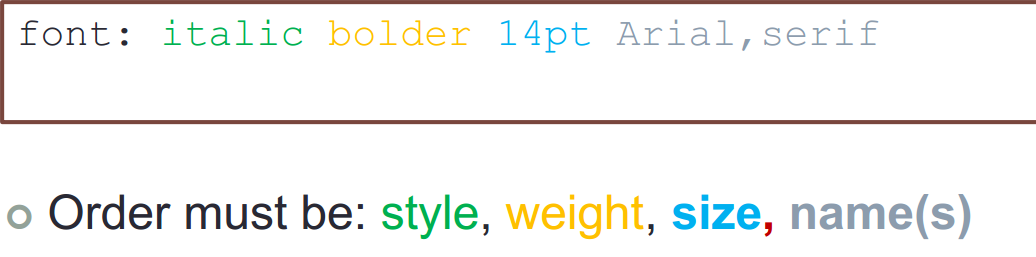 font: italic bolder 14pt Arial,serif
Order must be: style, weight, size, name(s)